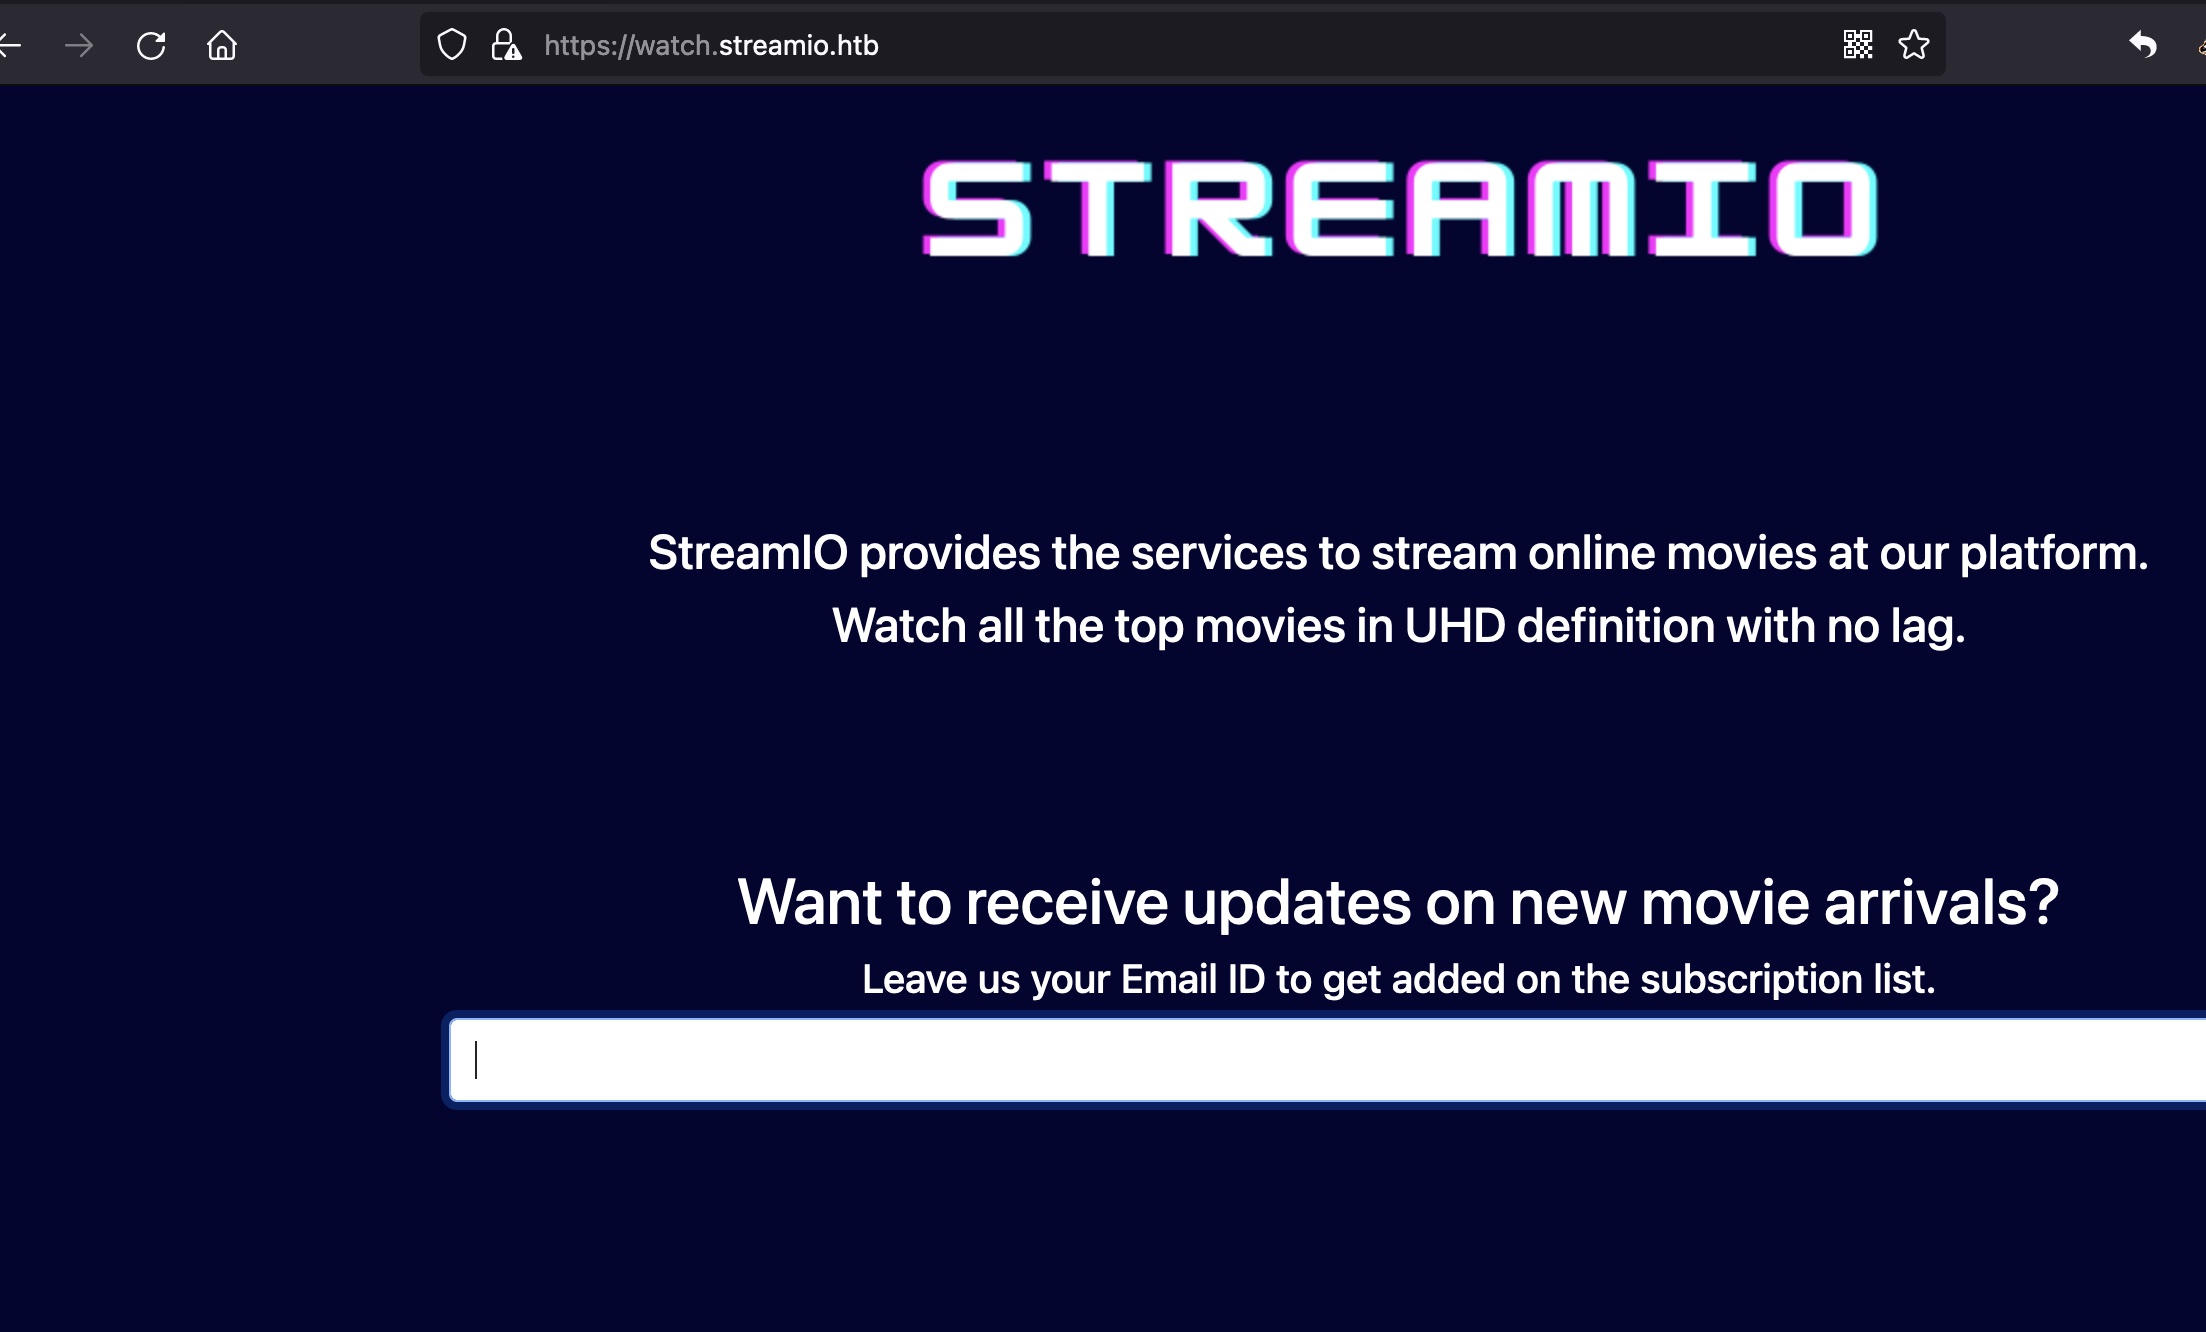 https://watch.streamio.htb
STREAMIO
StreamIO provides the services to stream online movies at our platform.
Watch all the top movies in UHD definition with no lag.
Want to receive updates on new movie arrivals?
Leave us your Email ID to get added on the subscription list.